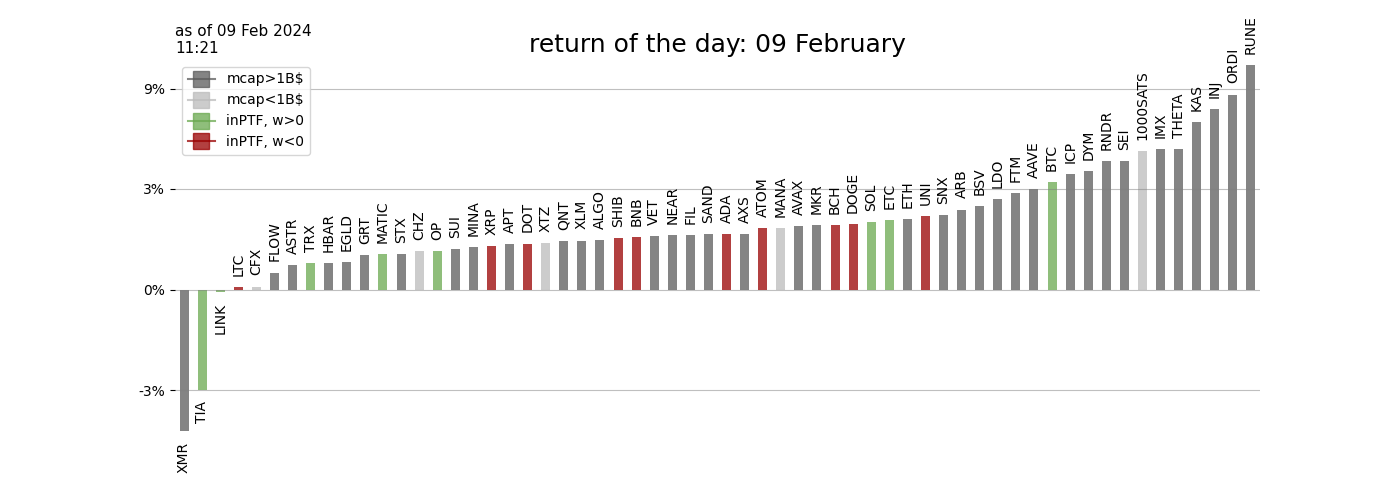 as of 09 Feb 2024
11:21
return of the day: 09 February
mcap>1B$
mcap<1B$
inPTF, w>0
inPTF, w<0
9%
3%
0%
-3%
XMR
TIA
LINK
LTC
CFX
FLOW
ASTR
TRX
HBAR
EGLD
GRT
MATIC
STX
CHZ
OP
SUI
MINA
XRP
APT
DOT
XTZ
QNT
XLM
ALGO
SHIB
BNB
VET
NEAR
FIL
SAND
ADA
AXS
ATOM
MANA
AVAX
MKR
BCH
DOGE
SOL
ETC
ETH
UNI
SNX
ARB
BSV
LDO
FTM
AAVE
BTC
ICP
DYM
RNDR
SEI
1000SATS
IMX
THETA
KAS
INJ
ORDI
RUNE